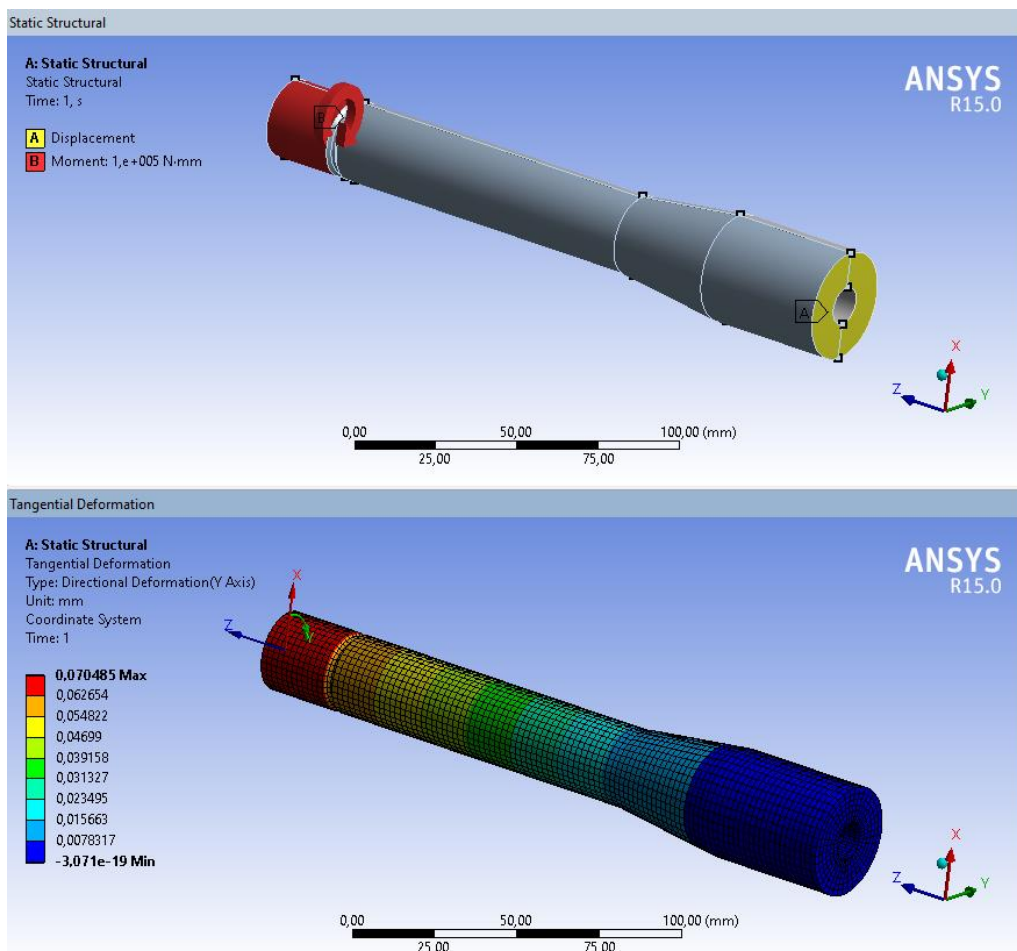 Static Structural
A: Static Structural
Static Structural
Time: 1, s
A Displacement
B Moment: 1,e+005 N·mm
ANSYS
R15.0
B
A
X
Z
Y
0,00 50,00 100,00 (mm)
25,00 75,00
Tangential Deformation
A: Static Structural
Tangential Deformation
Type: Directional Deformation(Y Axis)
Unit: mm
Coordinate System
Time: 1
ANSYS
R15.0
X
Z
0,070485 Max
0,062654
0,054822
0,04699
0,039158
0,031327
0,023495
0,015663
0,0078317
-3,071e-19 Min
X
Z
Y
0,00 50,00 100,00 (mm)
25,00 75,00